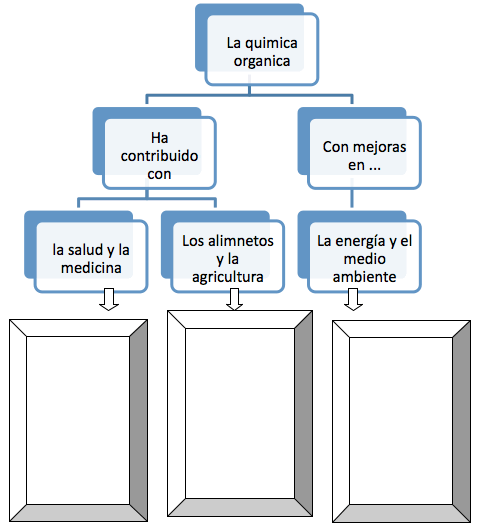 La quimica
organica
Ha
contribuido
con
Con mejoras
en ...
la salud y la
medicina
Los alimnetos
y la
agricultura
La energía y el
medio
ambiente